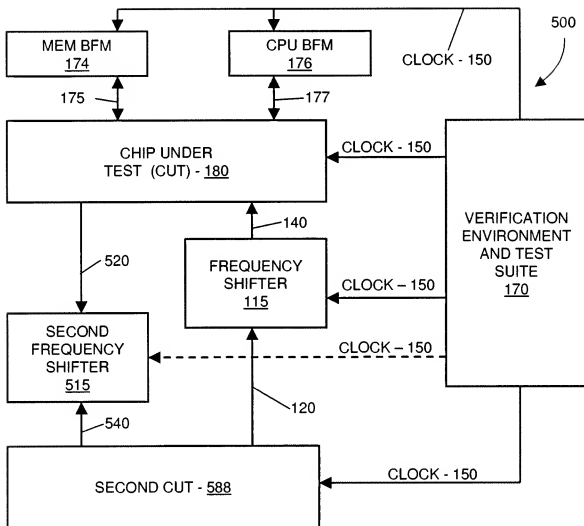 MEM BFM
174
CPU BFM
176
CLOCK - 150
500
175
177
CHIP UNDER
TEST (CUT) - 180
CLOCK - 150
140
520
FREQUENCY
SHIFTER
115
CLOCK – 150
VERIFICATION
ENVIRONMENT
AND TEST
SUITE
170
SECOND
FREQUENCY
SHIFTER
515
CLOCK – 150
120
540
SECOND CUT - 588
CLOCK - 150